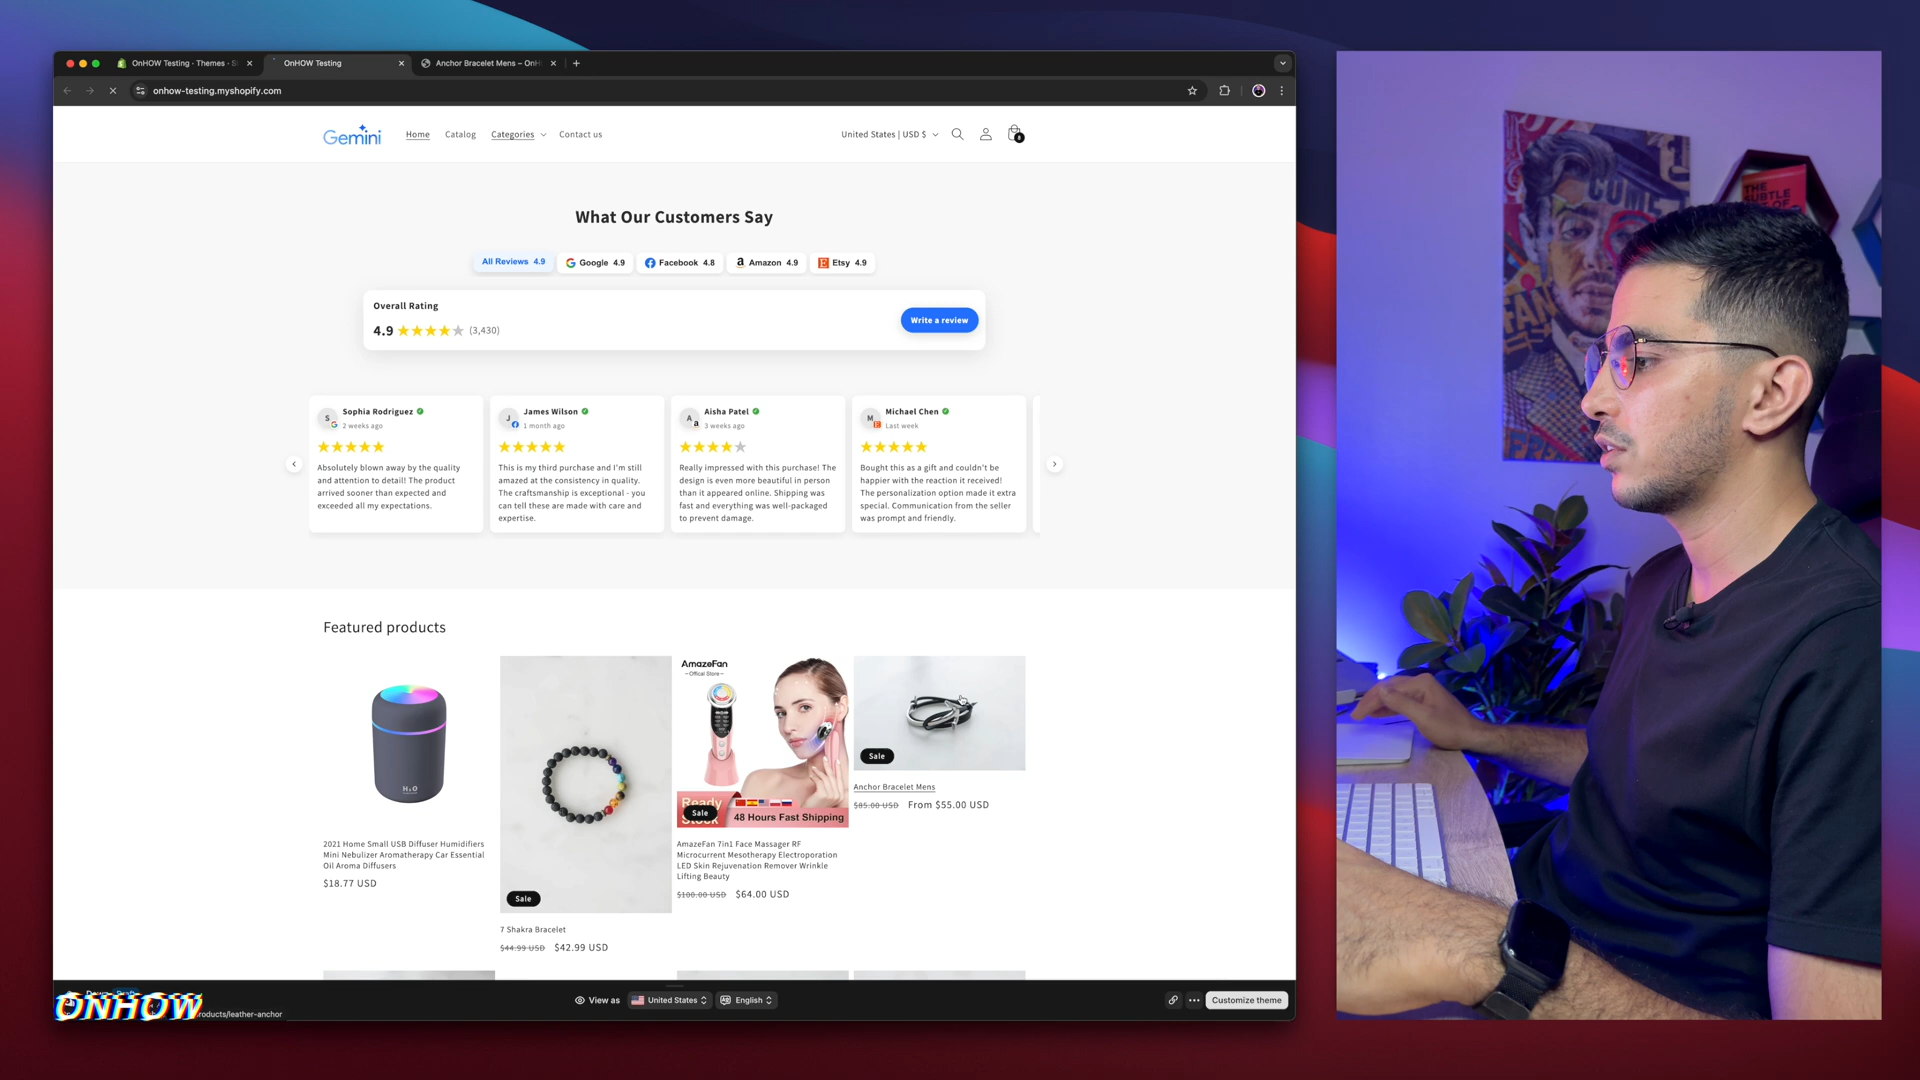 OnHOW Testing · Themes · S
OnHOW Testing
Anchor Bracelet Mens – OnH
onhow-testing.myshopify.com
Gemini
Home
Catalog
Categories
Contact us
United States | USD $
What Our Customers Say
All Reviews 4.9
Google 4.9
Facebook 4.8
Amazon 4.9
Etsy 4.9
Overall Rating
4.9
(3,430)
Write a review
S
Sophia Rodriguez
2 weeks ago
Absolutely blown away by the quality
and attention to detail! The product
arrived sooner than expected and
exceeded all my expectations.
J
James Wilson
1 month ago
This is my third purchase and I'm still
amazed at the consistency in quality.
The craftsmanship is exceptional - you
can tell these are made with care and
expertise.
A
Aisha Patel
3 weeks ago
Really impressed with this purchase! The
design is even more beautiful in person
than it appeared online. Shipping was
fast and everything was well-packaged
to prevent damage.
M
Michael Chen
Last week
Bought this as a gift and couldn't be
happier with the reaction it received!
The personalization option made it extra
special. Communication from the seller
was prompt and friendly.
Featured products
H₂O
2021 Home Small USB Diffuser Humidifiers
Mini Nebulizer Aromatherapy Car Essential
Oil Aroma Diffusers
$18.77 USD
Sale
7 Shakra Bracelet
$44.99 USD $42.99 USD
AmazeFan
~Official Store~
Ready
Stock
48 Hours Fast Shipping
Sale
AmazeFan 7in1 Face Massager RF
Microcurrent Mesotherapy Electroporation
LED Skin Rejuvenation Remover Wrinkle
Lifting Beauty
$100.00 USD $64.00 USD
Sale
Anchor Bracelet Mens
$85.00 USD From $55.00 USD
ONHOW
roducts/leather-anchor
View as
United States
English
Customize theme
COME
FAN
THE
SUBTLE